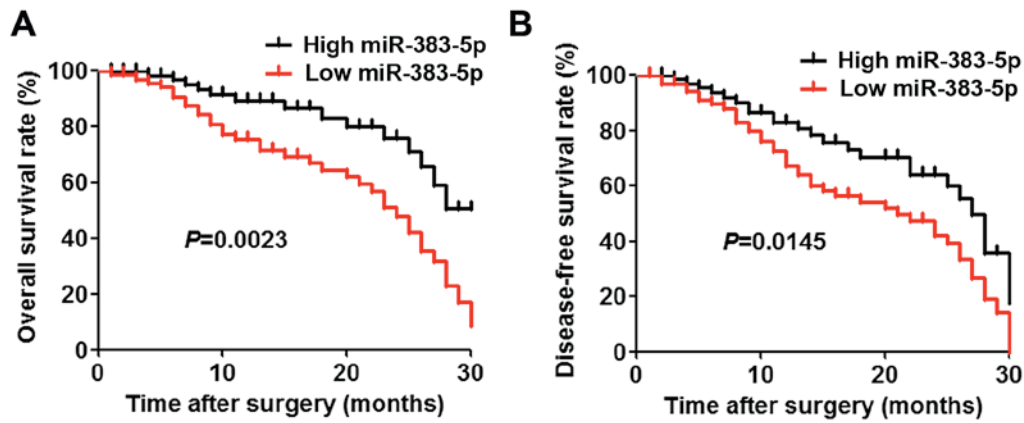 A
High miR-383-5p
Low miR-383-5p
Overall survival rate (%)
100
80
60
40
20
0
P=0.0023
0 10 20 30
Time after surgery (months)
B
High miR-383-5p
Low miR-383-5p
Disease-free survival rate (%)
100
80
60
40
20
0
P=0.0145
0 10 20 30
Time after surgery (months)